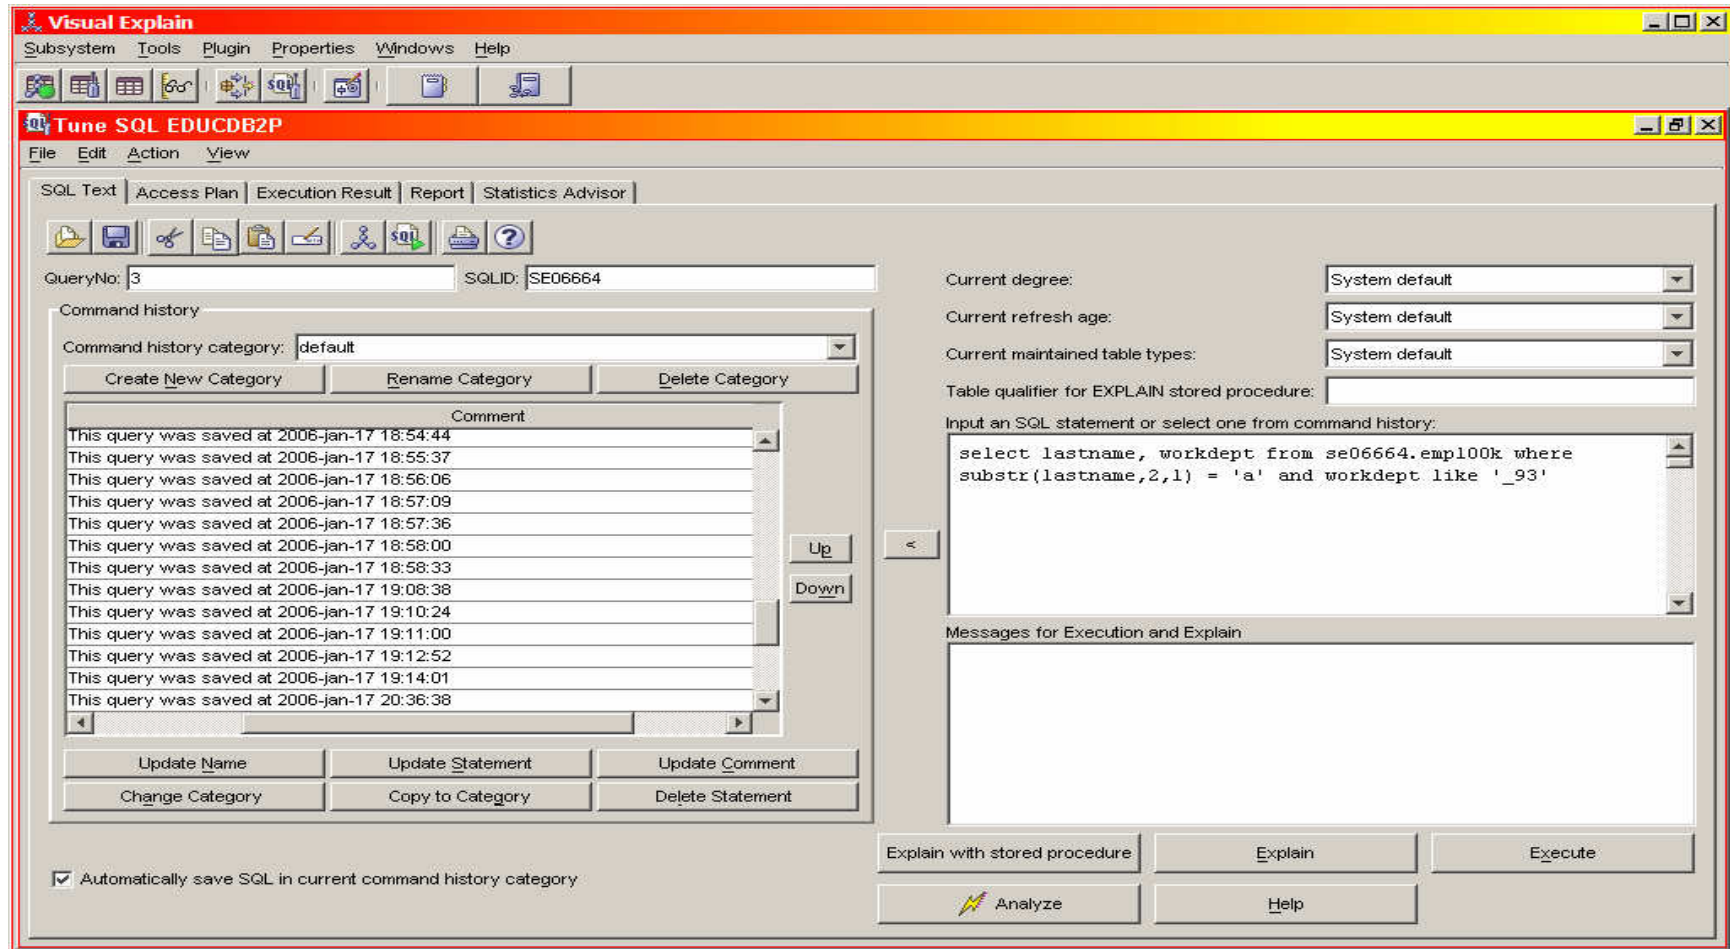 Visual Explain
Subsystem Tools Plugin Properties Windows Help
SQL
SQL Tune SQL EDUCDB2P
File Edit Action View
SQL Text Access Plan Execution Result Report Statistics Advisor
SQL ?
QueryNo: 3 SQLID: SE06664
Command history
Command history category: default
Create New Category Rename Category Delete Category
Comment
This query was saved at 2006-jan-17 18:54:44
This query was saved at 2006-jan-17 18:55:37
This query was saved at 2006-jan-17 18:56:06
This query was saved at 2006-jan-17 18:57:09
This query was saved at 2006-jan-17 18:57:36
This query was saved at 2006-jan-17 18:58:00
This query was saved at 2006-jan-17 18:58:33
This query was saved at 2006-jan-17 19:08:38
This query was saved at 2006-jan-17 19:10:24
This query was saved at 2006-jan-17 19:11:00
This query was saved at 2006-jan-17 19:12:52
This query was saved at 2006-jan-17 19:14:01
This query was saved at 2006-jan-17 20:36:38
Up
Down
<
Update Name Update Statement Update Comment
Change Category Copy to Category Delete Statement
Automatically save SQL in current command history category
Current degree: System default
Current refresh age: System default
Current maintained table types: System default
Table qualifier for EXPLAIN stored procedure:
Input an SQL statement or select one from command history:
select lastname, workdept from se06664.emp100k where
substr(lastname,2,1) = 'a' and workdept like '_93'
Messages for Execution and Explain
Explain with stored procedure Explain Execute
Analyze Help